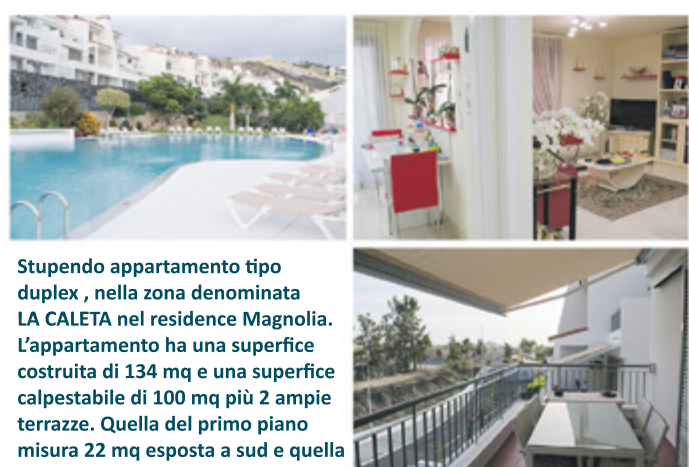 Stupendo appartamento tipo
duplex , nella zona denominata
LA CALETA nel residence Magnolia.
L’appartamento ha una superfice
costruita di 134 mq e una superfice
calpestabile di 100 mq più 2 ampie
terrazze. Quella del primo piano
misura 22 mq esposta a sud e quella